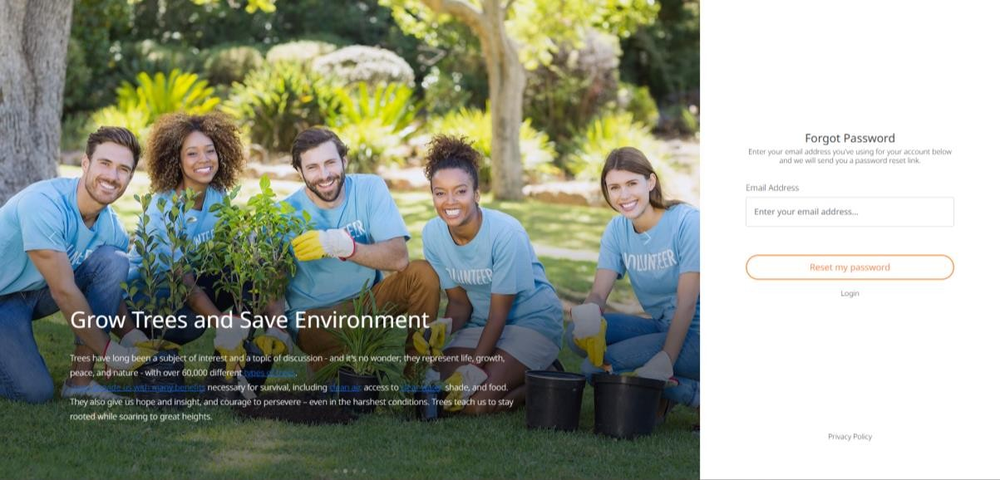 VOLUNTEER
VOLUNTEER
Grow Trees and Save Environment
Trees have long been a subject of interest and a topic of discussion - and it's no wonder; they represent life, growth,
peace, and nature - with over 60,000 different types of trees.
provide us with many benefits necessary for survival, including clean air, access to clean water, shade, and food.
They also give us hope and insight, and courage to persevere – even in the harshest conditions. Trees teach us to stay
rooted while soaring to great heights.
Forgot Password
Enter your email address you've using for your account below
and we will send you a password reset link.
Email Address
Enter your email address...
Reset my password
Login
Privacy Policy